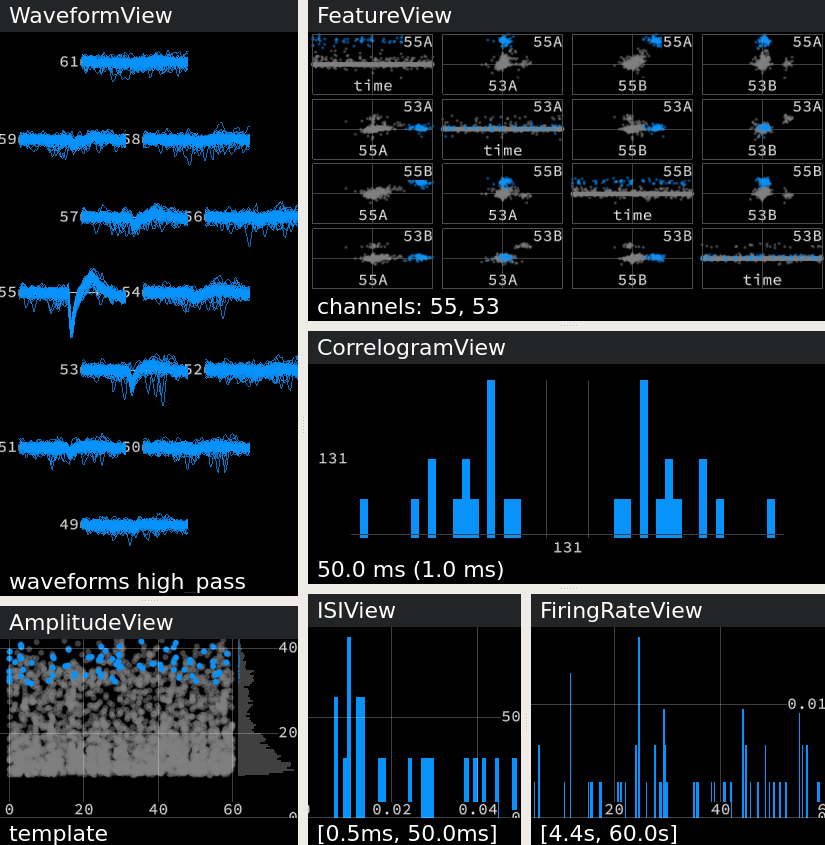 WaveformView
61
59 58
57 56
55 54
53 52
51 50
49
waveforms high_pass
AmplitudeView
40
20
0 20 40 60 0
template
FeatureView
55A 55A 55A 55A
time 53A 55B 53B
53A 53A 53A 53A
55A time 55B 53B
55B 55B 55B 55B
55A 53A time 53B
53B 53B 53B 53B
55A 53A 55B time
channels: 55, 53
CorrelogramView
131
131
50.0 ms (1.0 ms)
ISIView
50
0.02 0.04 0
[0.5ms, 50.0ms]
FiringRateView
0.01
20 40
[4.4s, 60.0s]